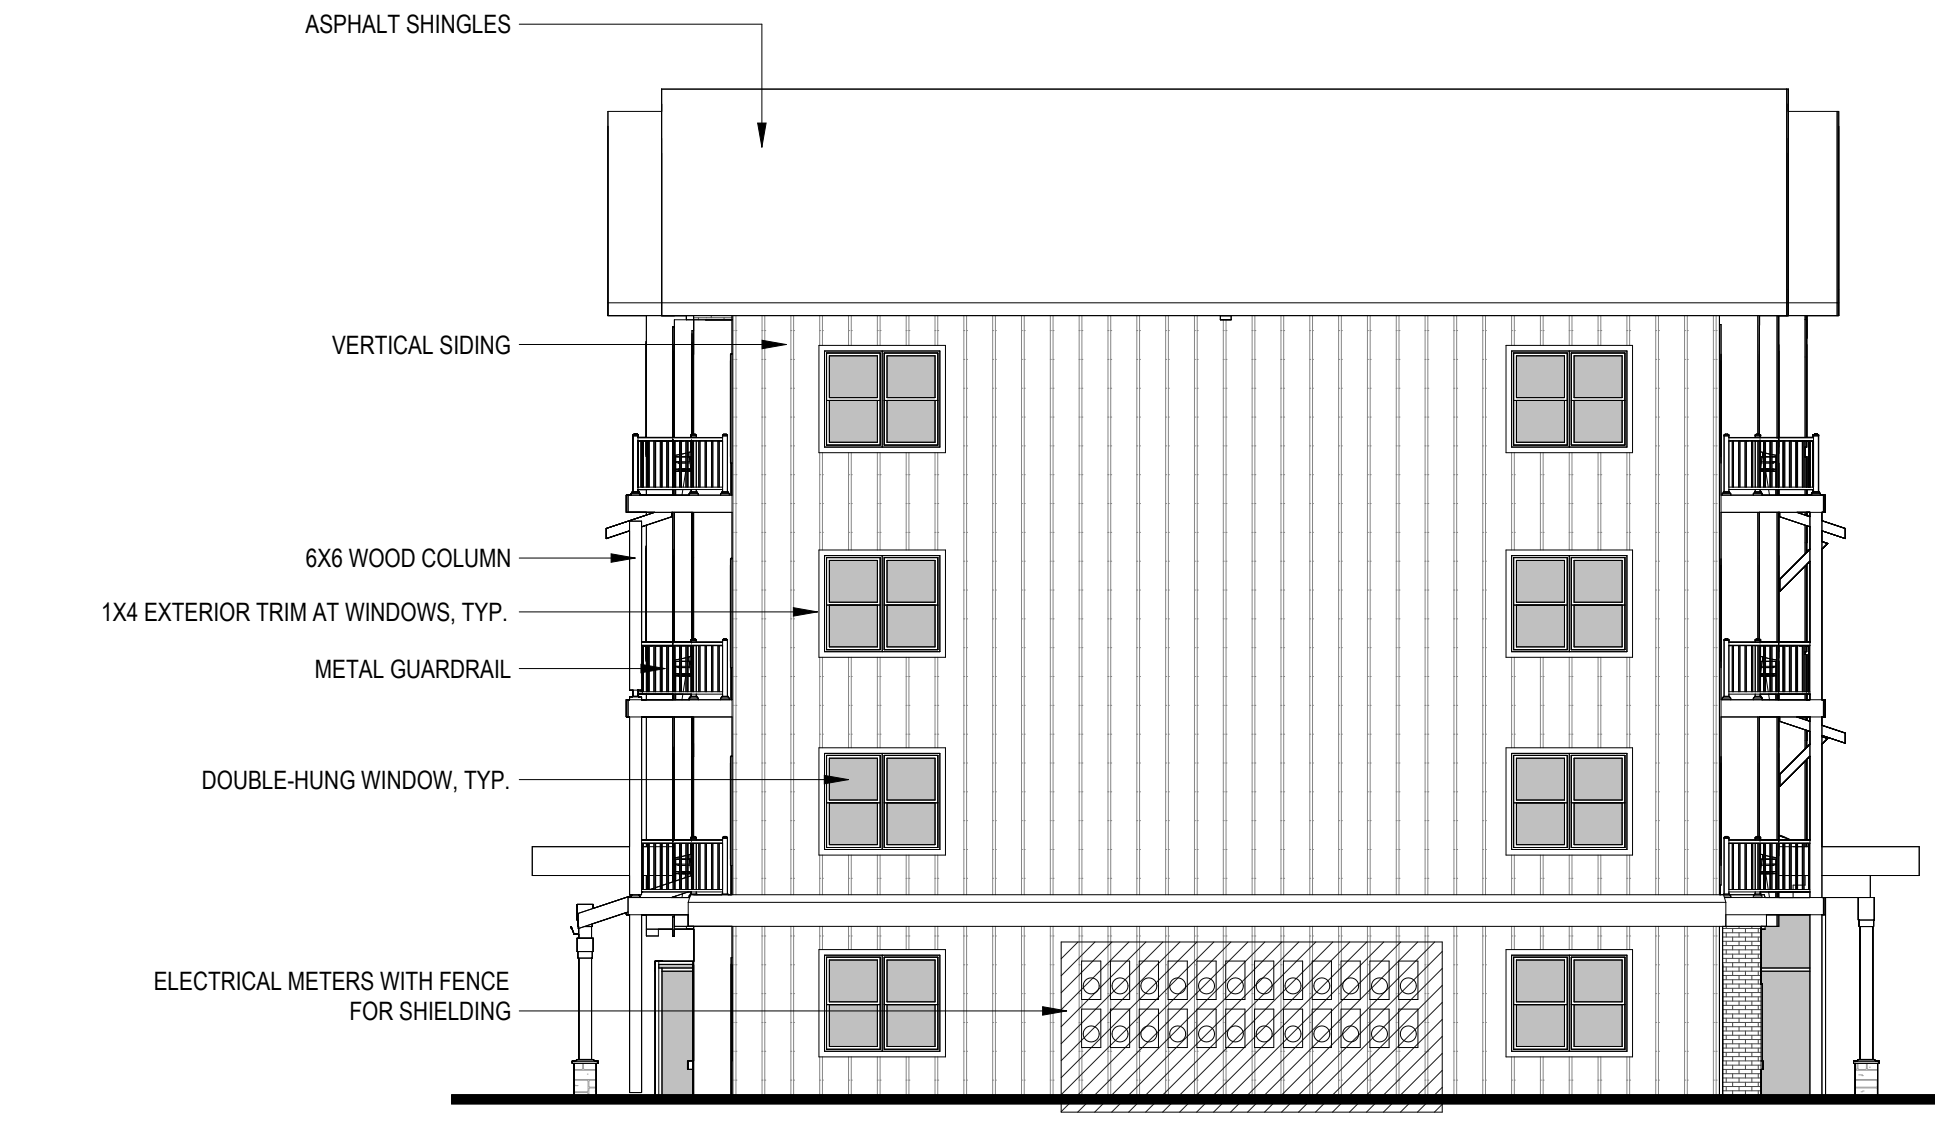 ASPHALT SHINGLES
VERTICAL SIDING
6X6 WOOD COLUMN
1X4 EXTERIOR TRIM AT WINDOWS, TYP.
METAL GUARDRAIL
DOUBLE-HUNG WINDOW, TYP.
ELECTRICAL METERS WITH FENCE
FOR SHIELDING